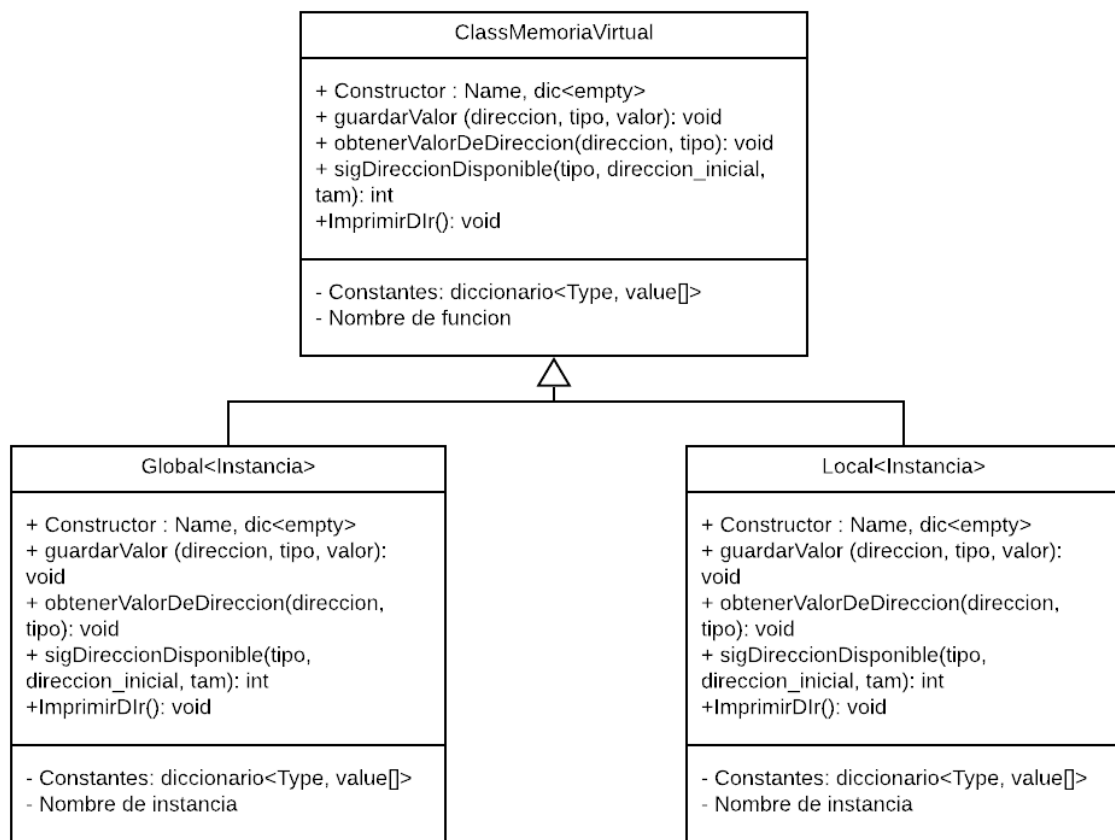 ClassMemoriaVirtual
+ Constructor : Name, dic<empty>
+ guardarValor (direccion, tipo, valor): void
+ obtenerValorDeDireccion(direccion, tipo): void
+ sigDireccionDisponible(tipo, direccion_inicial,
tam): int
+ImprimirDIr(): void
- Constantes: diccionario<Type, value[]>
- Nombre de funcion
Global<Instancia>
+ Constructor : Name, dic<empty>
+ guardarValor (direccion, tipo, valor):
void
+ obtenerValorDeDireccion(direccion,
tipo): void
+ sigDireccionDisponible(tipo,
direccion_inicial, tam): int
+ImprimirDIr(): void
- Constantes: diccionario<Type, value[]>
- Nombre de instancia
Local<Instancia>
+ Constructor : Name, dic<empty>
+ guardarValor (direccion, tipo, valor):
void
+ obtenerValorDeDireccion(direccion,
tipo): void
+ sigDireccionDisponible(tipo,
direccion_inicial, tam): int
+ImprimirDIr(): void
- Constantes: diccionario<Type, value[]>
- Nombre de instancia